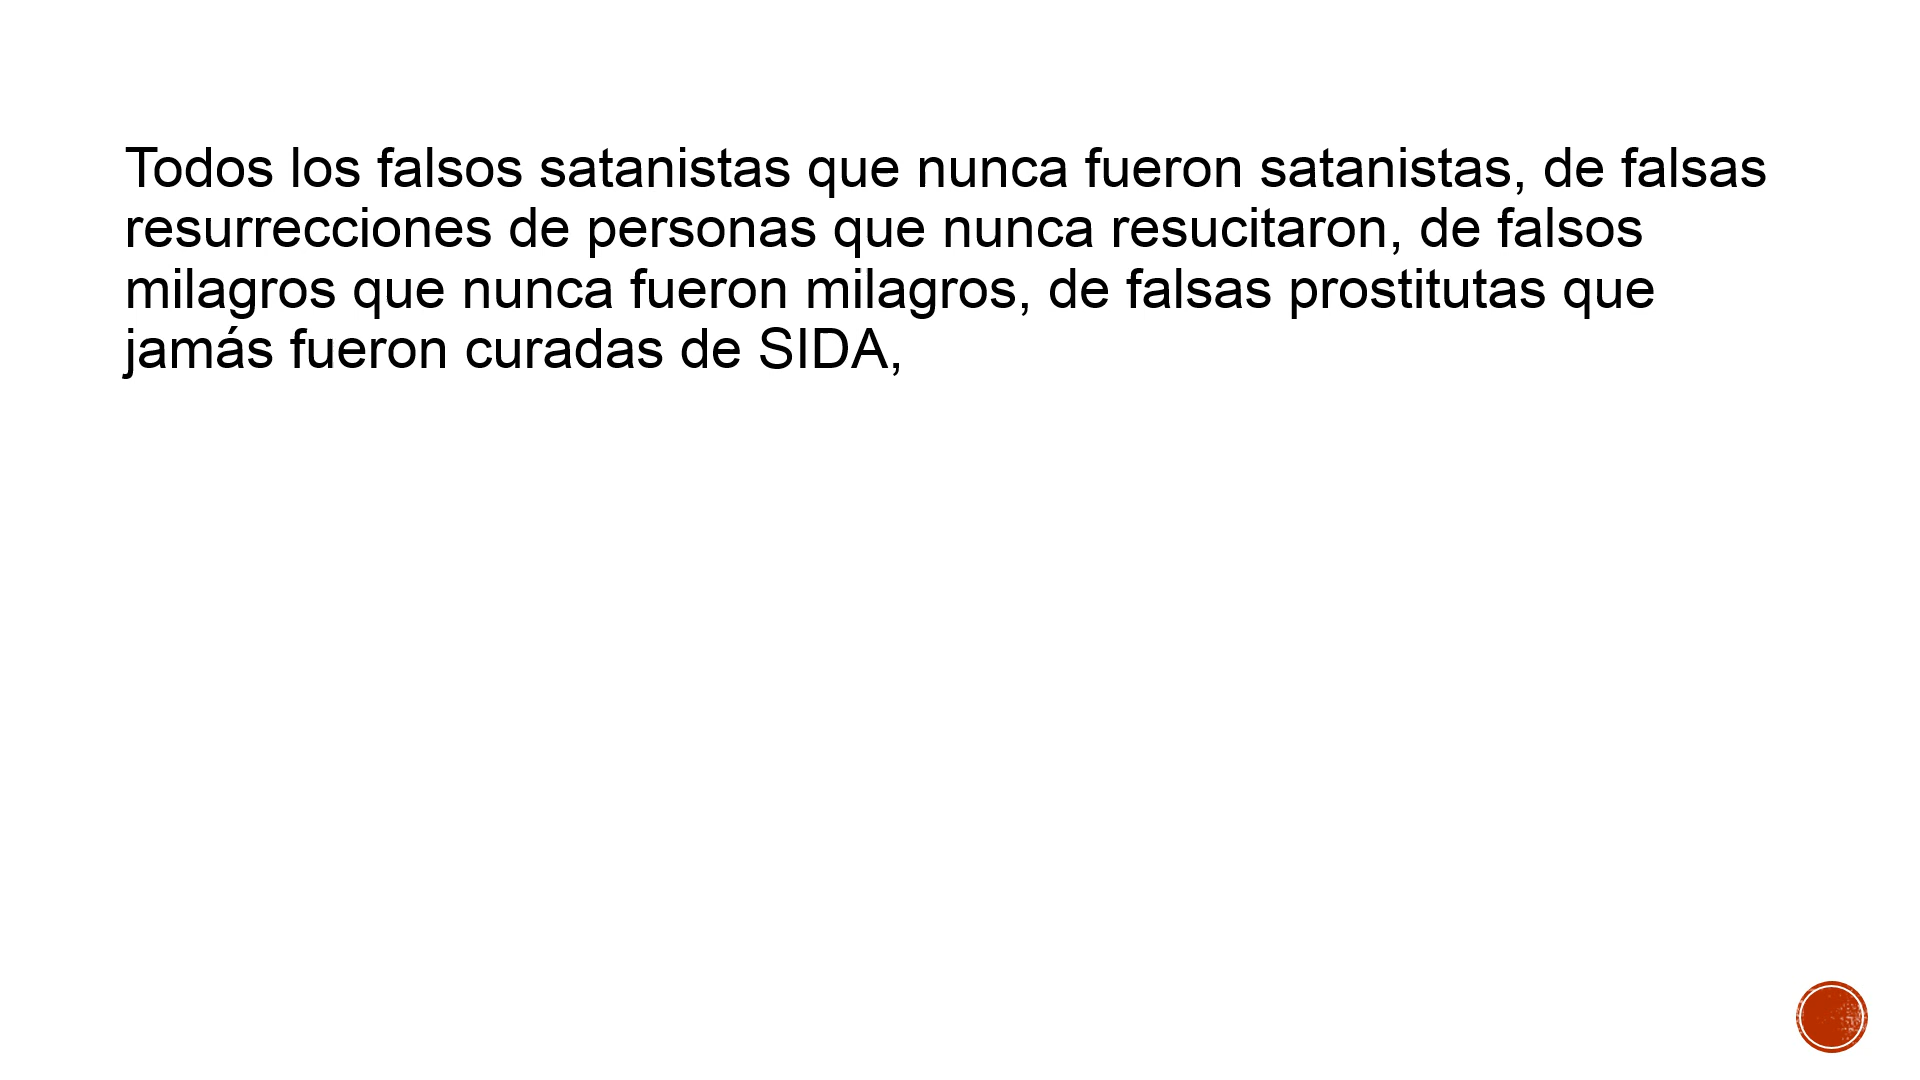 Todos los falsos satanistas que nunca fueron satanistas, de falsas
resurrecciones de personas que nunca resucitaron, de falsos
milagros que nunca fueron milagros, de falsas prostitutas que
jamás fueron curadas de SIDA,